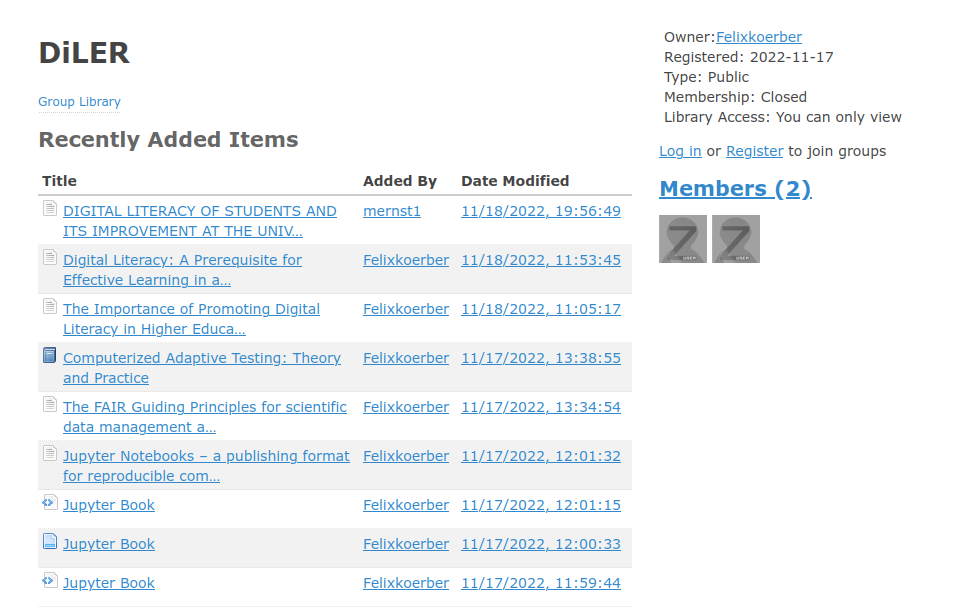 DiLER
Group Library
Recently Added Items
Title Added By Date Modified
DIGITAL LITERACY OF STUDENTS AND mernst1 11/18/2022, 19:56:49
ITS IMPROVEMENT AT THE UNIV...
Digital Literacy: A Prerequisite for Felixkoerber 11/18/2022, 11:53:45
Effective Learning in a...
The Importance of Promoting Digital Felixkoerber 11/18/2022, 11:05:17
Literacy in Higher Educa...
Computerized Adaptive Testing: Theory Felixkoerber 11/17/2022, 13:38:55
and Practice
The FAIR Guiding Principles for scientific Felixkoerber 11/17/2022, 13:34:54
data management a...
Jupyter Notebooks – a publishing format Felixkoerber 11/17/2022, 12:01:32
for reproducible com...
Jupyter Book Felixkoerber 11/17/2022, 12:01:15
Jupyter Book Felixkoerber 11/17/2022, 12:00:33
Jupyter Book Felixkoerber 11/17/2022, 11:59:44
Owner:Felixkoerber
Registered: 2022-11-17
Type: Public
Membership: Closed
Library Access: You can only view
Log in or Register to join groups
Members (2)
Z USER Z USER